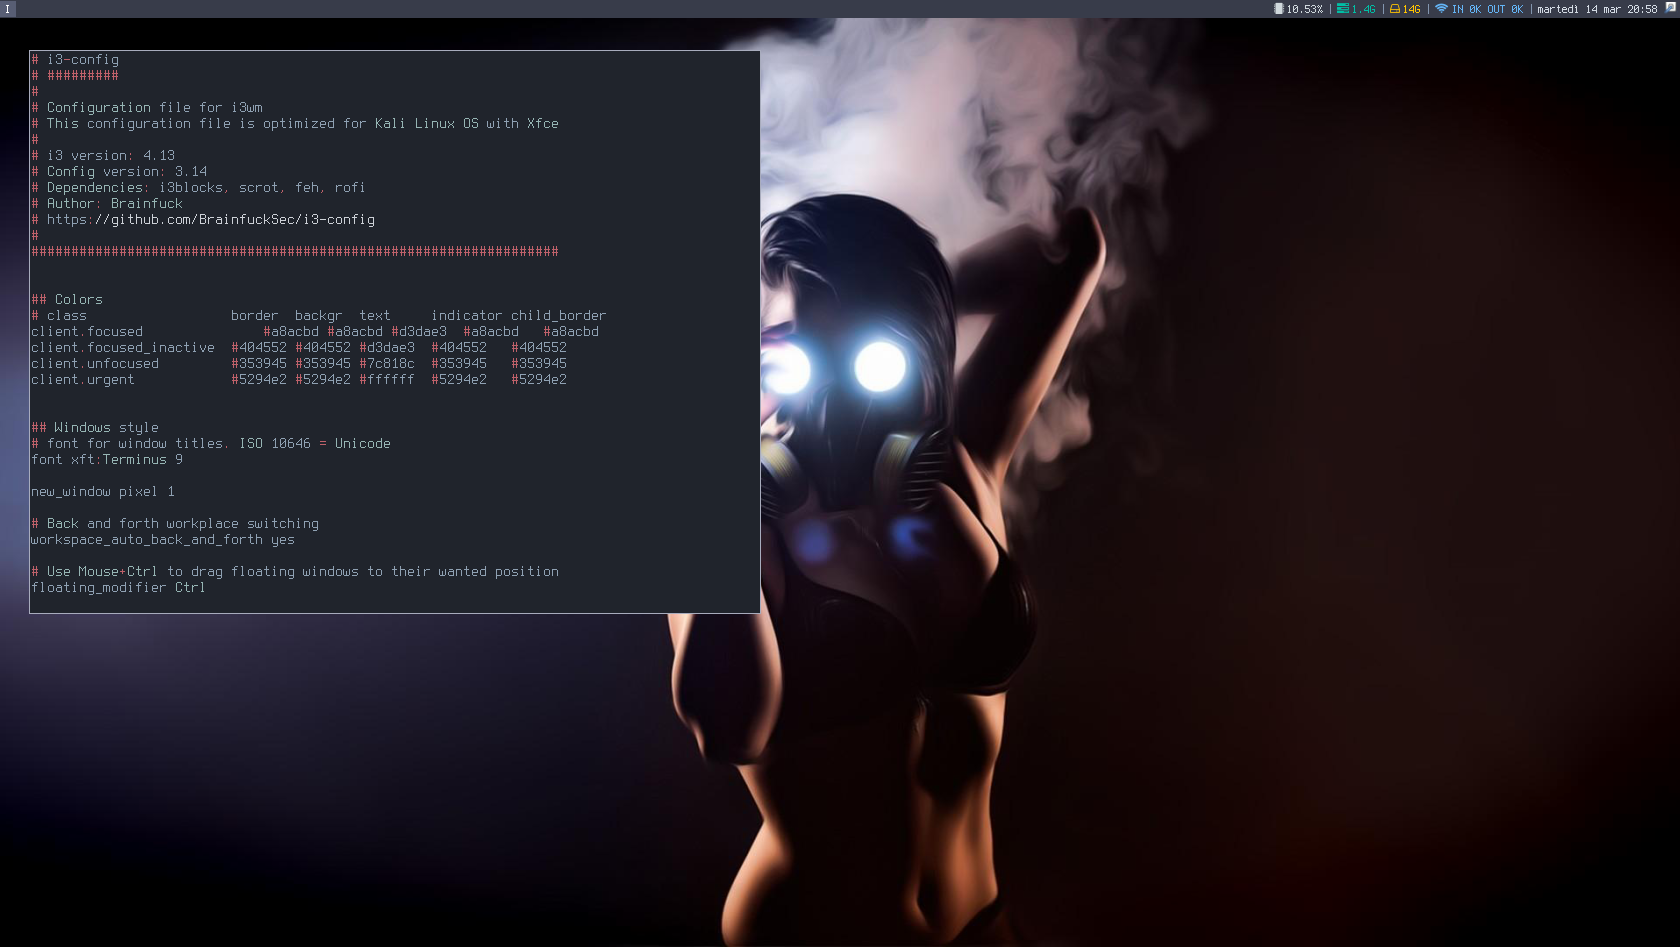 I 10.53% | 1.4G | 14G | IN 0K OUT 0K | martedì 14 mar 20:58
# i3-config
# #########
#
# Configuration file for i3wm
# This configuration file is optimized for Kali Linux OS with Xfce
#
# i3 version: 4.13
# Config version: 3.14
# Dependencies: i3blocks, scrot, feh, rofi
# Author: Brainfuck
# https://github.com/BrainfuckSec/i3-config
#
##################################################################
## Colors
# class border backgr text indicator child_border
client.focused #a8acbd #a8acbd #d3dae3 #a8acbd #a8acbd
client.focused_inactive #404552 #404552 #d3dae3 #404552 #404552
client.unfocused #353945 #353945 #7c818c #353945 #353945
client.urgent #5294e2 #5294e2 #ffffff #5294e2 #5294e2
## Windows style
# font for window titles. ISO 10646 = Unicode
font xft:Terminus 9
new_window pixel 1
# Back and forth workplace switching
workspace_auto_back_and_forth yes
# Use Mouse+Ctrl to drag floating windows to their wanted position
floating_modifier Ctrl